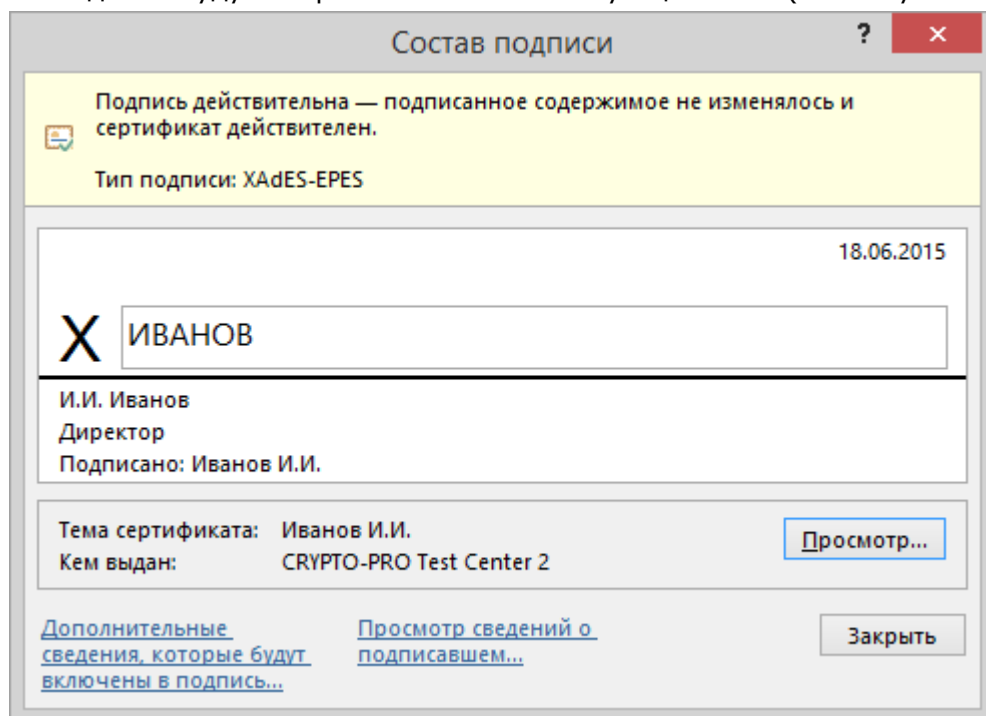 Состав подписи
?
Подпись действительна — подписанное содержимое не изменялось и
сертификат действителен.
Тип подписи: XAdES-EPES
18.06.2015
X ИВАНОВ
И.И. Иванов
Директор
Подписано: Иванов И.И.
Тема сертификата: Иванов И.И.
Просмотр...
Кем выдан: CRYPTO-PRO Test Center 2
Дополнительные
сведения, которые будут
включены в подпись...
Просмотр сведений о
подписавшем...
Закрыть